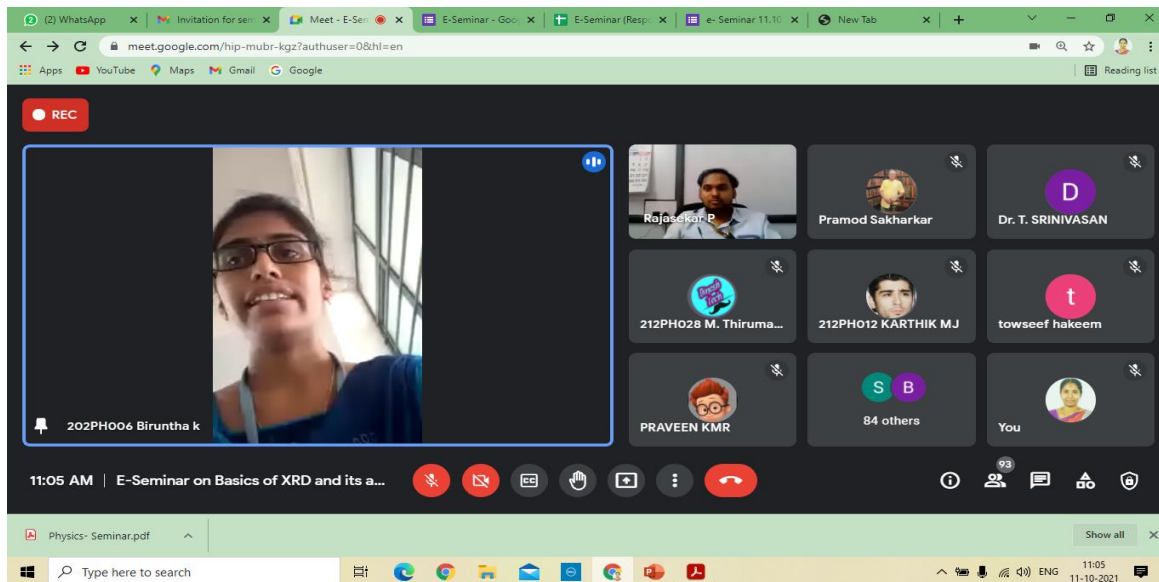 (2) WhatsApp
Invitation for sem
Meet - E-Sen
E-Seminar - Goo
E-Seminar (Resp
e- Seminar 11.10
New Tab
meet.google.com/hip-mubr-kgz?authuser=0&hl=en
Apps YouTube Maps Gmail Google Reading list
REC
202PH006 Biruntha k
Rajasekar P
Pramod Sakharkar
D
Dr. T. SRINIVASAN
212PH028 M. Thiruma...
212PH012 KARTHIK MJ
t
towseef hakeem
PRAVEEN KMR
S B
84 others
You
11:05 AM | E-Seminar on Basics of XRD and its a...
CC
93
Physics- Seminar.pdf
Show all
Type here to search
ENG
11:05
11-10-2021